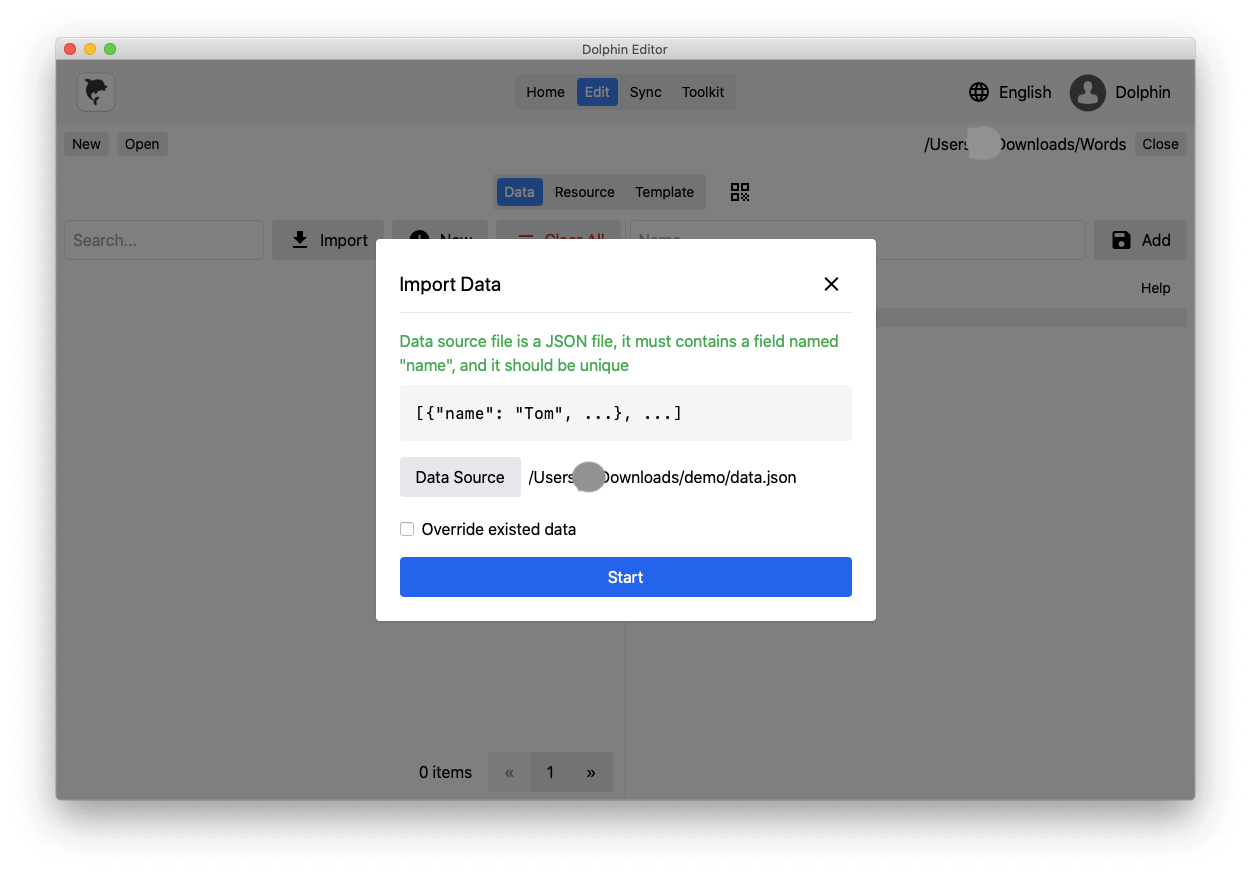 Dolphin Editor
Home Edit Sync Toolkit
English
Dolphin
New Open
/Users Downloads/Words Close
Data Resource Template
Search...
Import New Clear All
Name
Add
Help
Import Data
Data source file is a JSON file, it must contains a field named
"name", and it should be unique
[{"name": "Tom", ...}, ...]
Data Source /Users Downloads/demo/data.json
Override existed data
Start
0 items « 1 »